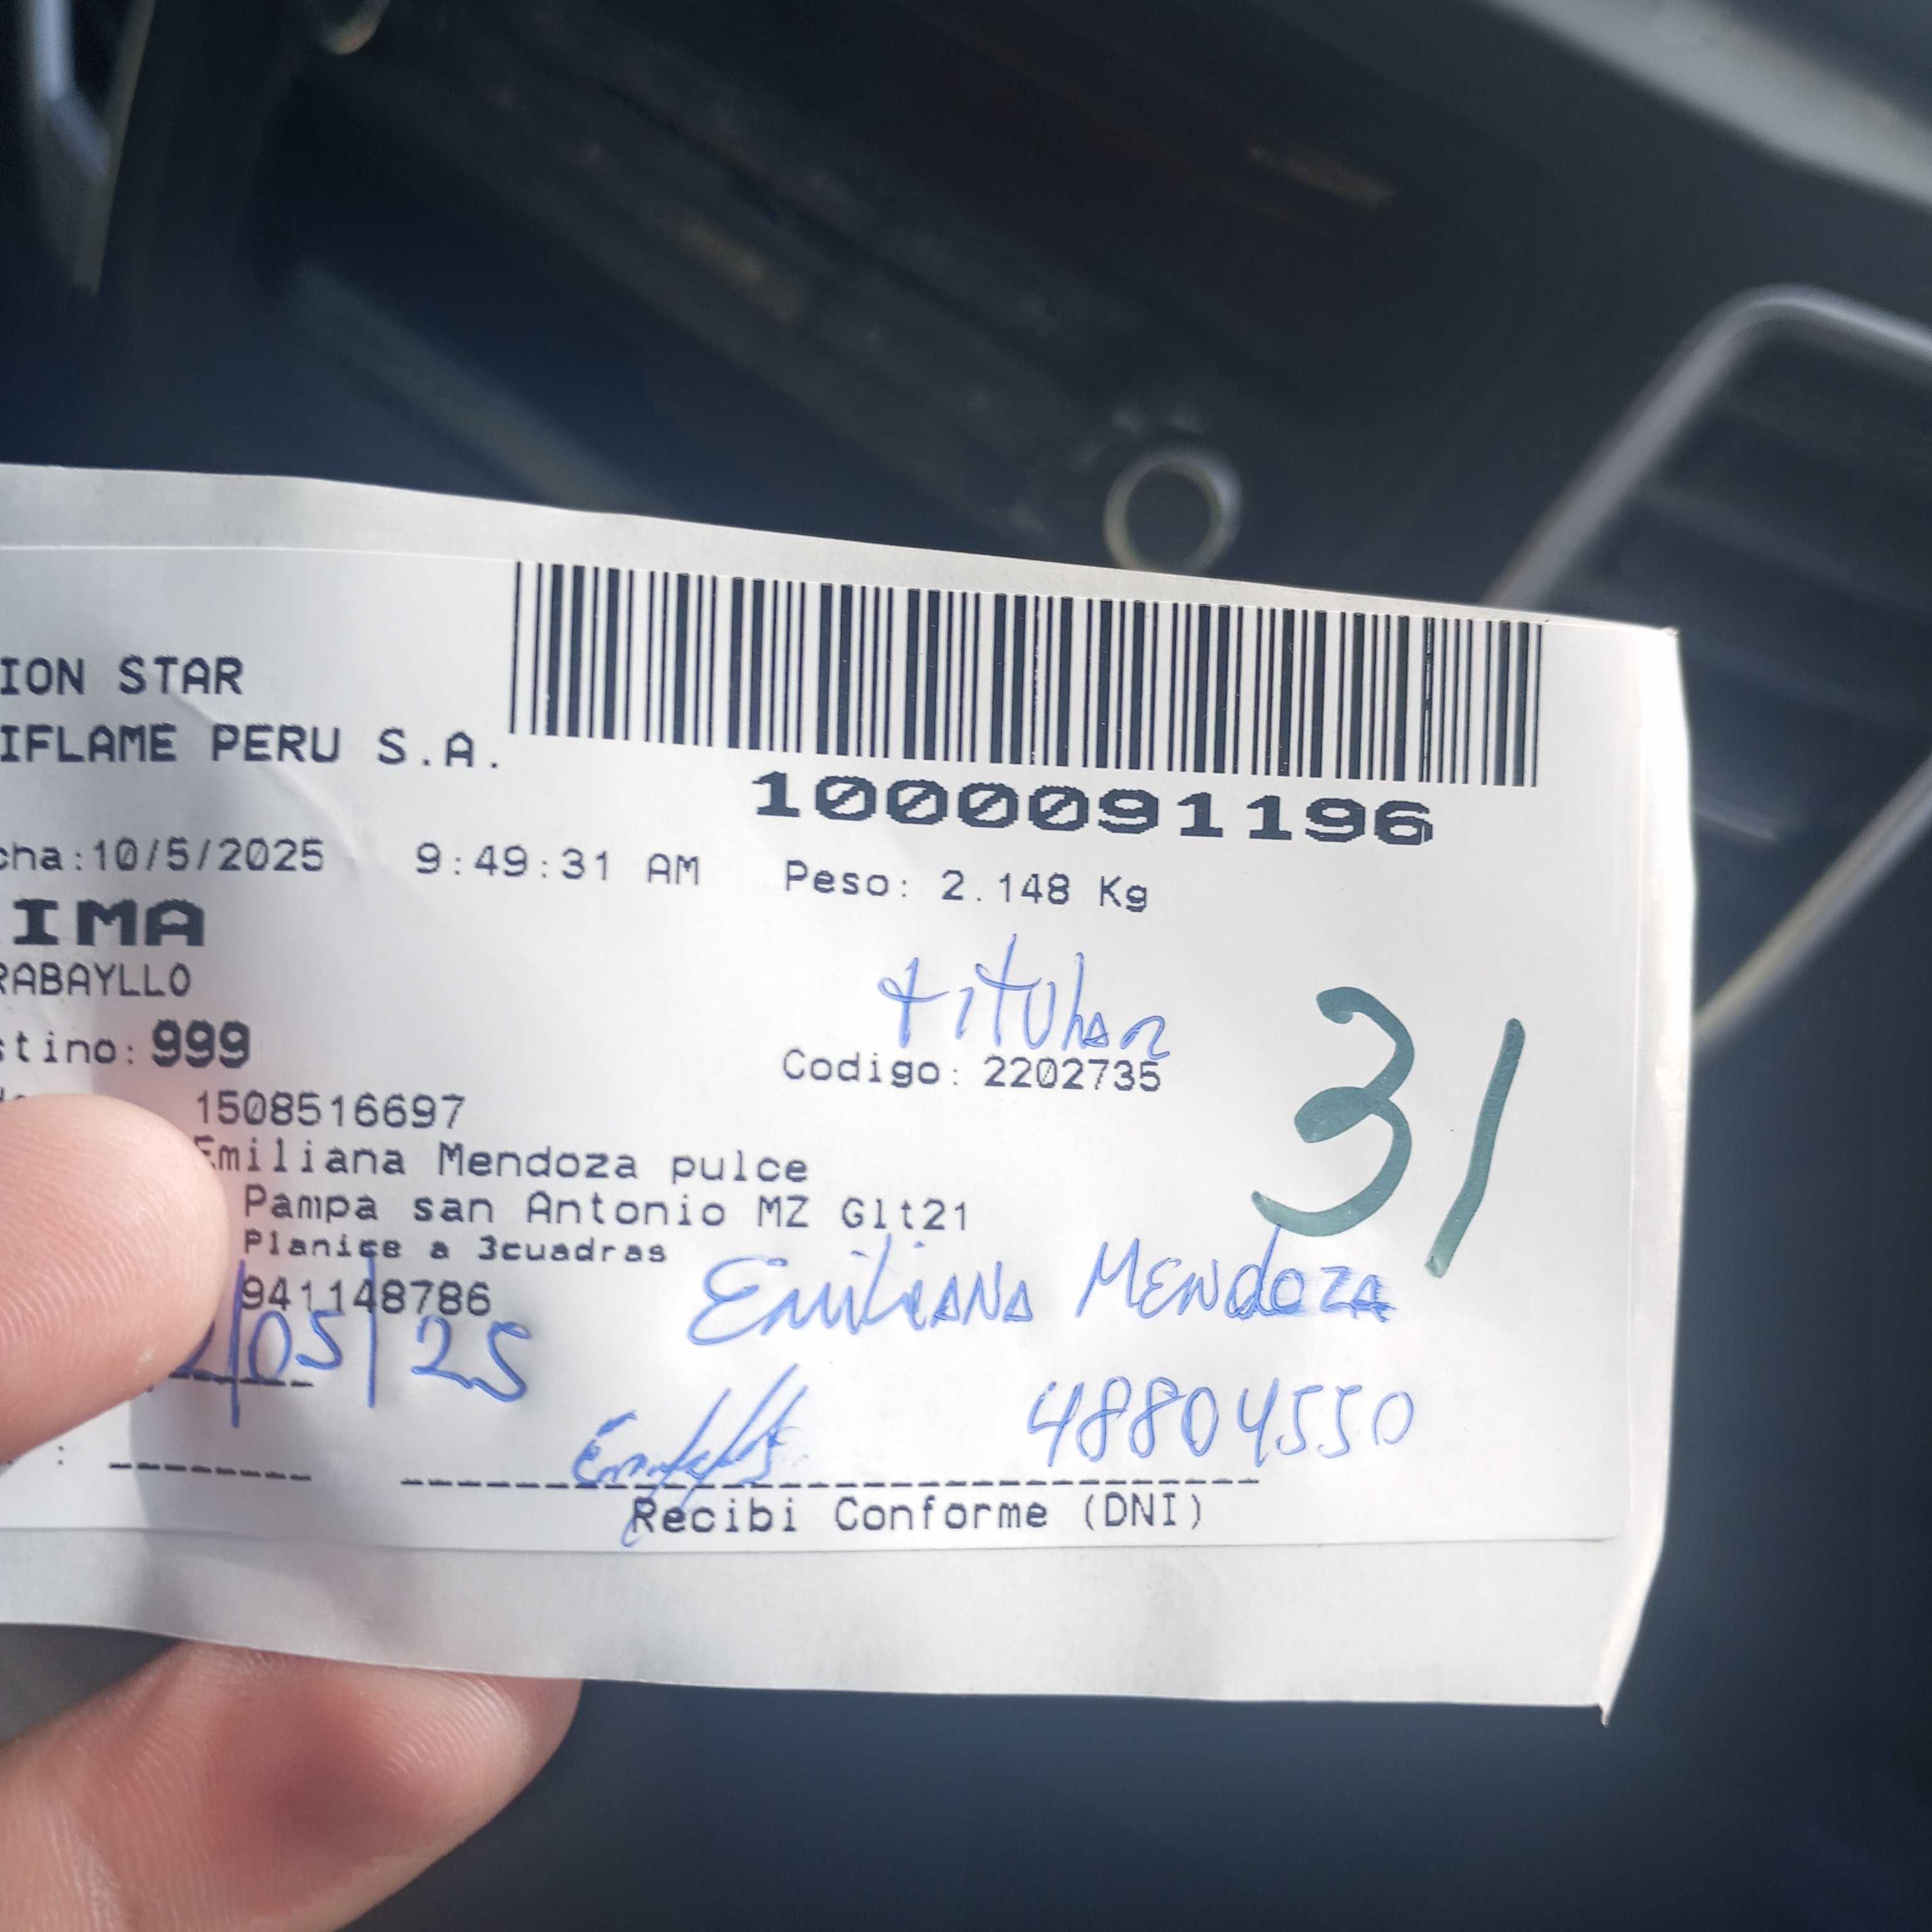 ION STAR
IFLAME PERU S.A.
1000091196
cha:10/5/2025 9:49:31 AM Peso: 2.148 Kg
IMA
RABAYLLO
titular
31
stino: 999
Codigo: 2202735
1508516697
Emiliana Mendoza pulce
Pampa san Antonio MZ Glt21
Planice a 3cuadras
941148786
Emiliana Mendoza
2/05/25
48804550
: -------- 
Recibi Conforme (DNI)